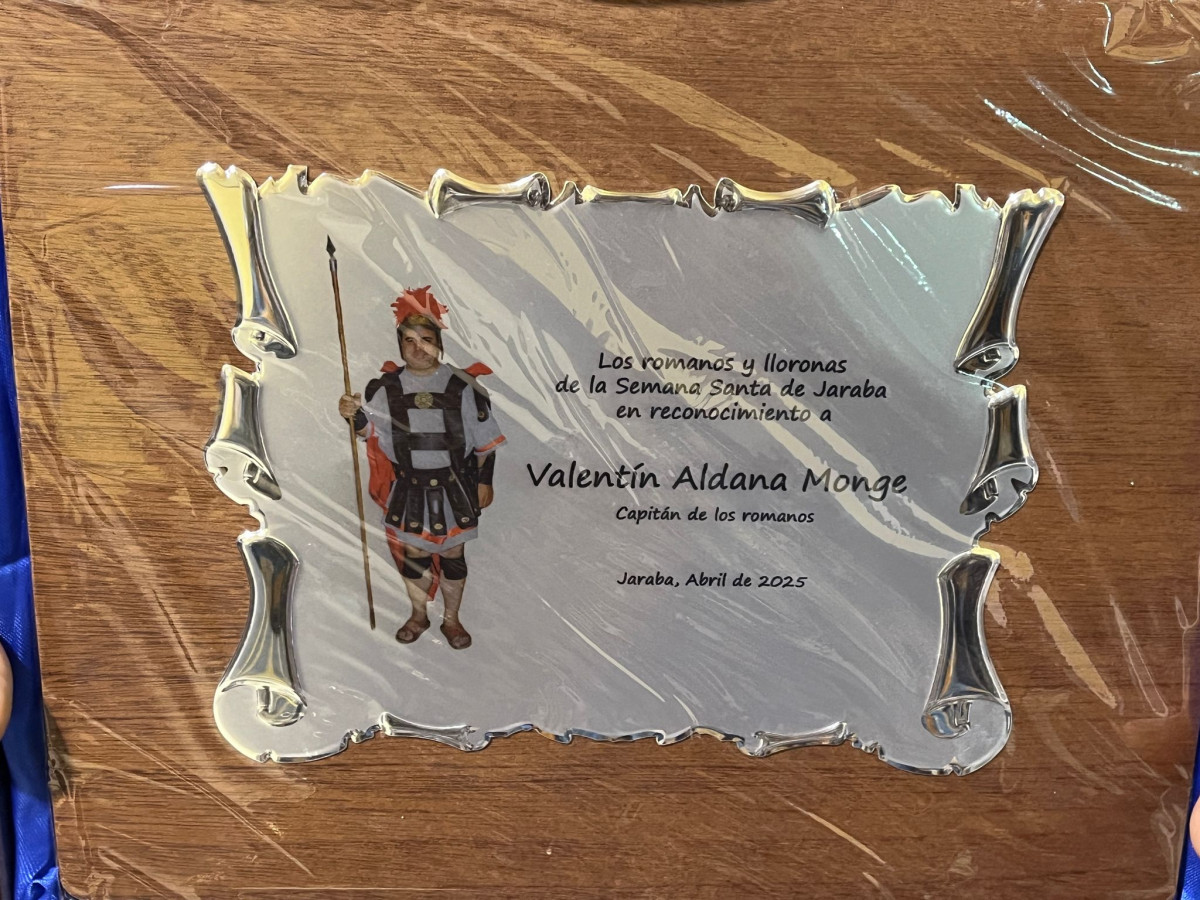 Los romanos y lloronas
de la Semana Santa de Jaraba
en reconocimiento a
Valentín Aldana Monge
Capitán de los romanos
Jaraba, Abril de 2025